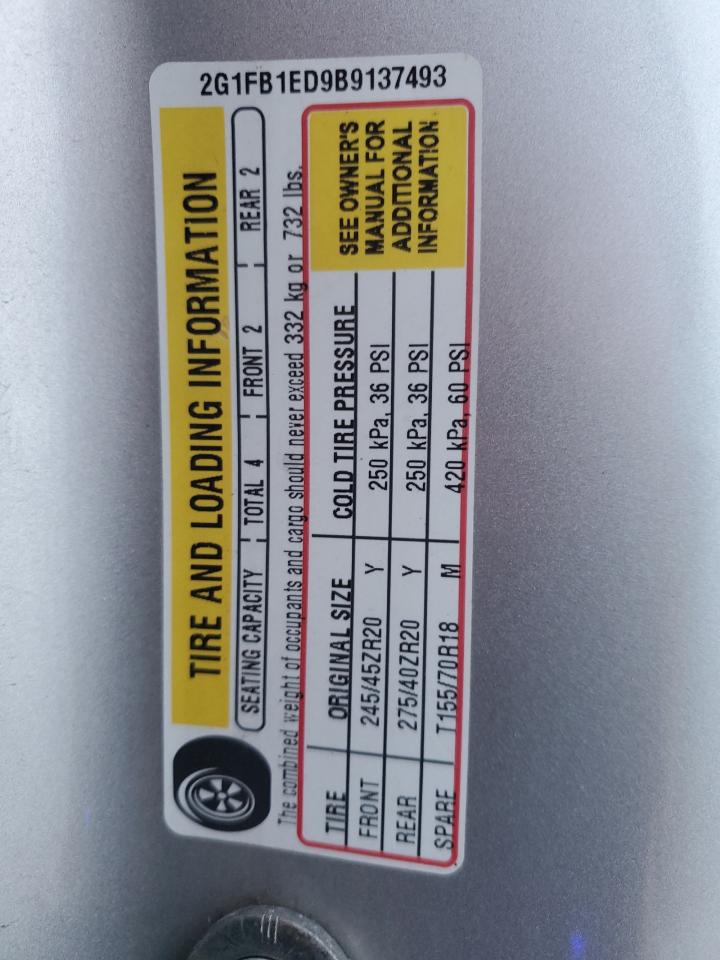 2G1FB1ED9B9137493
TIRE AND LOADING INFORMATION
SEATING CAPACITY TOTAL 4 FRONT 2 REAR 2
The combined weight of occupants and cargo should never exceed 332 kg or 732 lbs.
TIRE ORIGINAL SIZE COLD TIRE PRESSURE
FRONT 245/45ZR20 Y 250 kPa, 36 PSI
REAR 275/40ZR20 Y 250 kPa, 36 PSI
SPARE T155/70R18 M 420 kPa, 60 PSI
SEE OWNER'S
MANUAL FOR
ADDITIONAL
INFORMATION